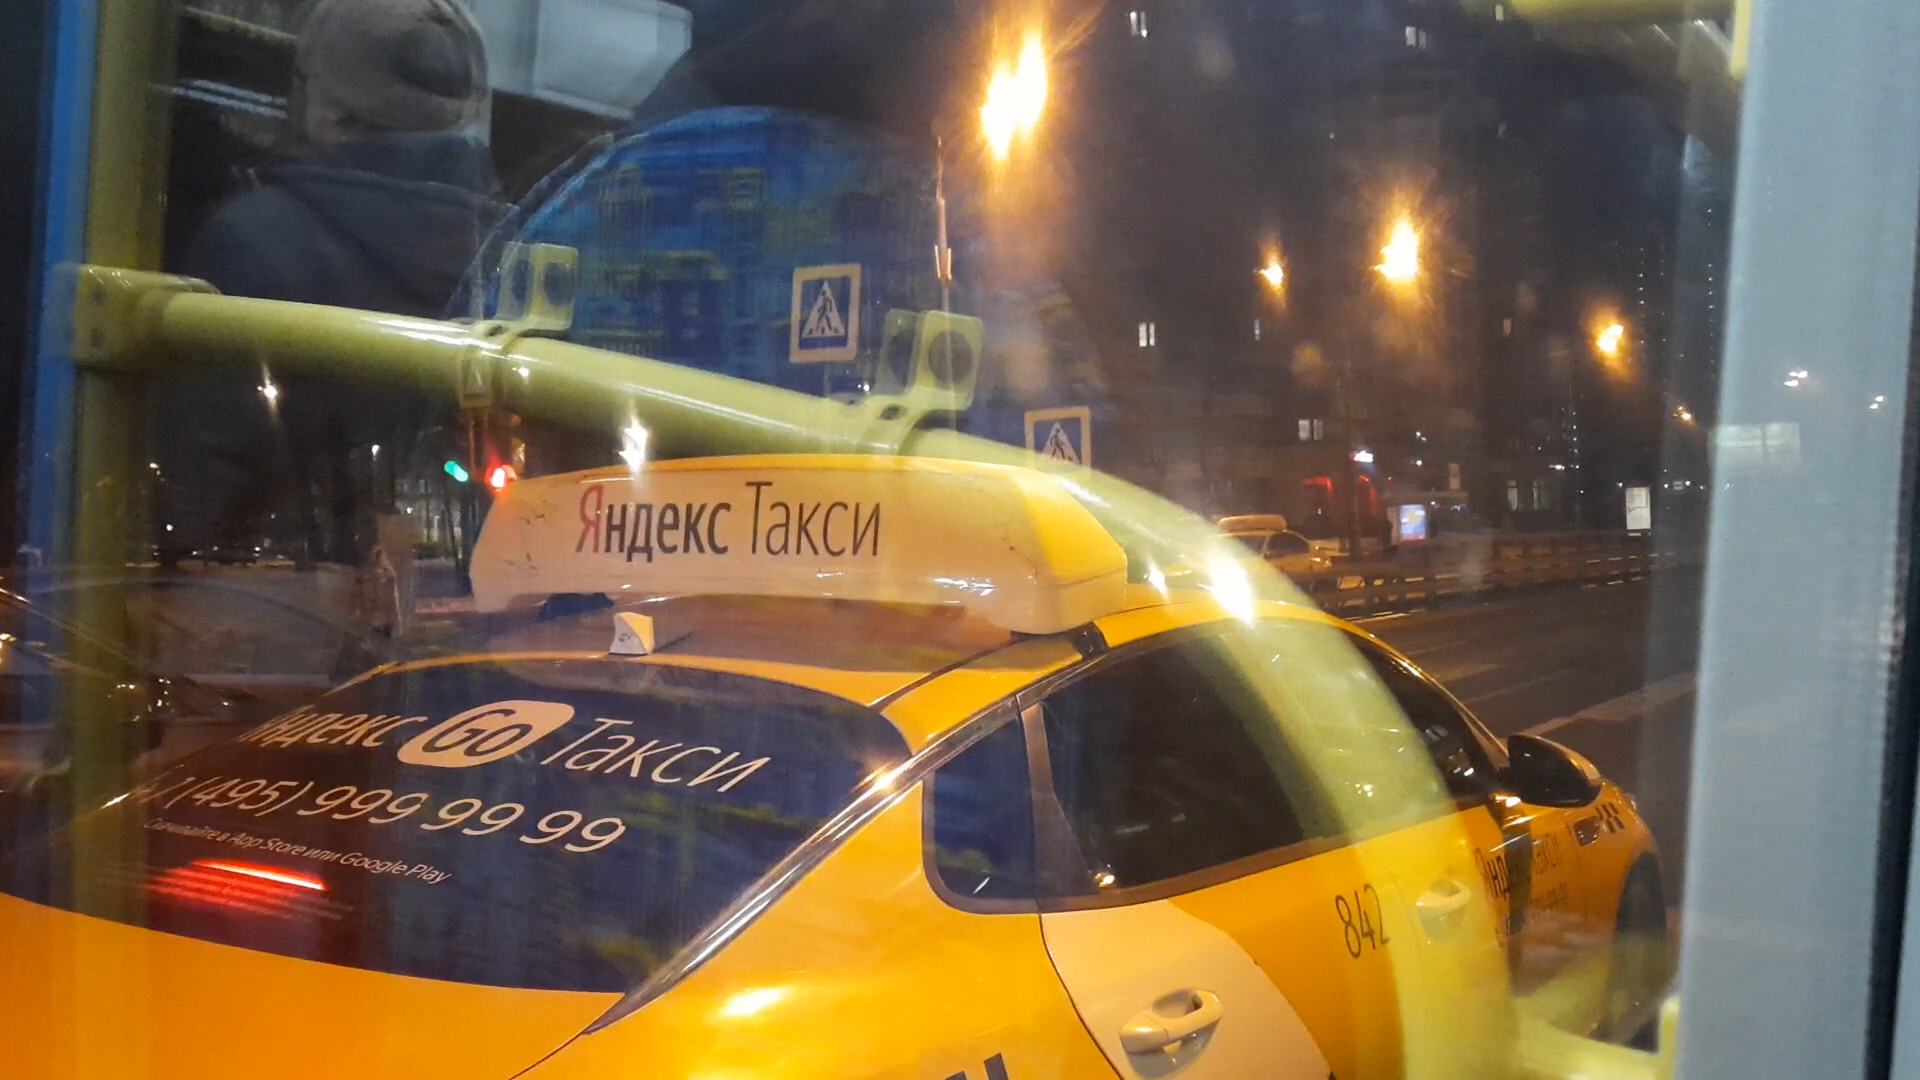 Яндекс Такси
Яндекс Go Такси
(495) 999 99 99
Скачивайте в App Store или Google Play
842